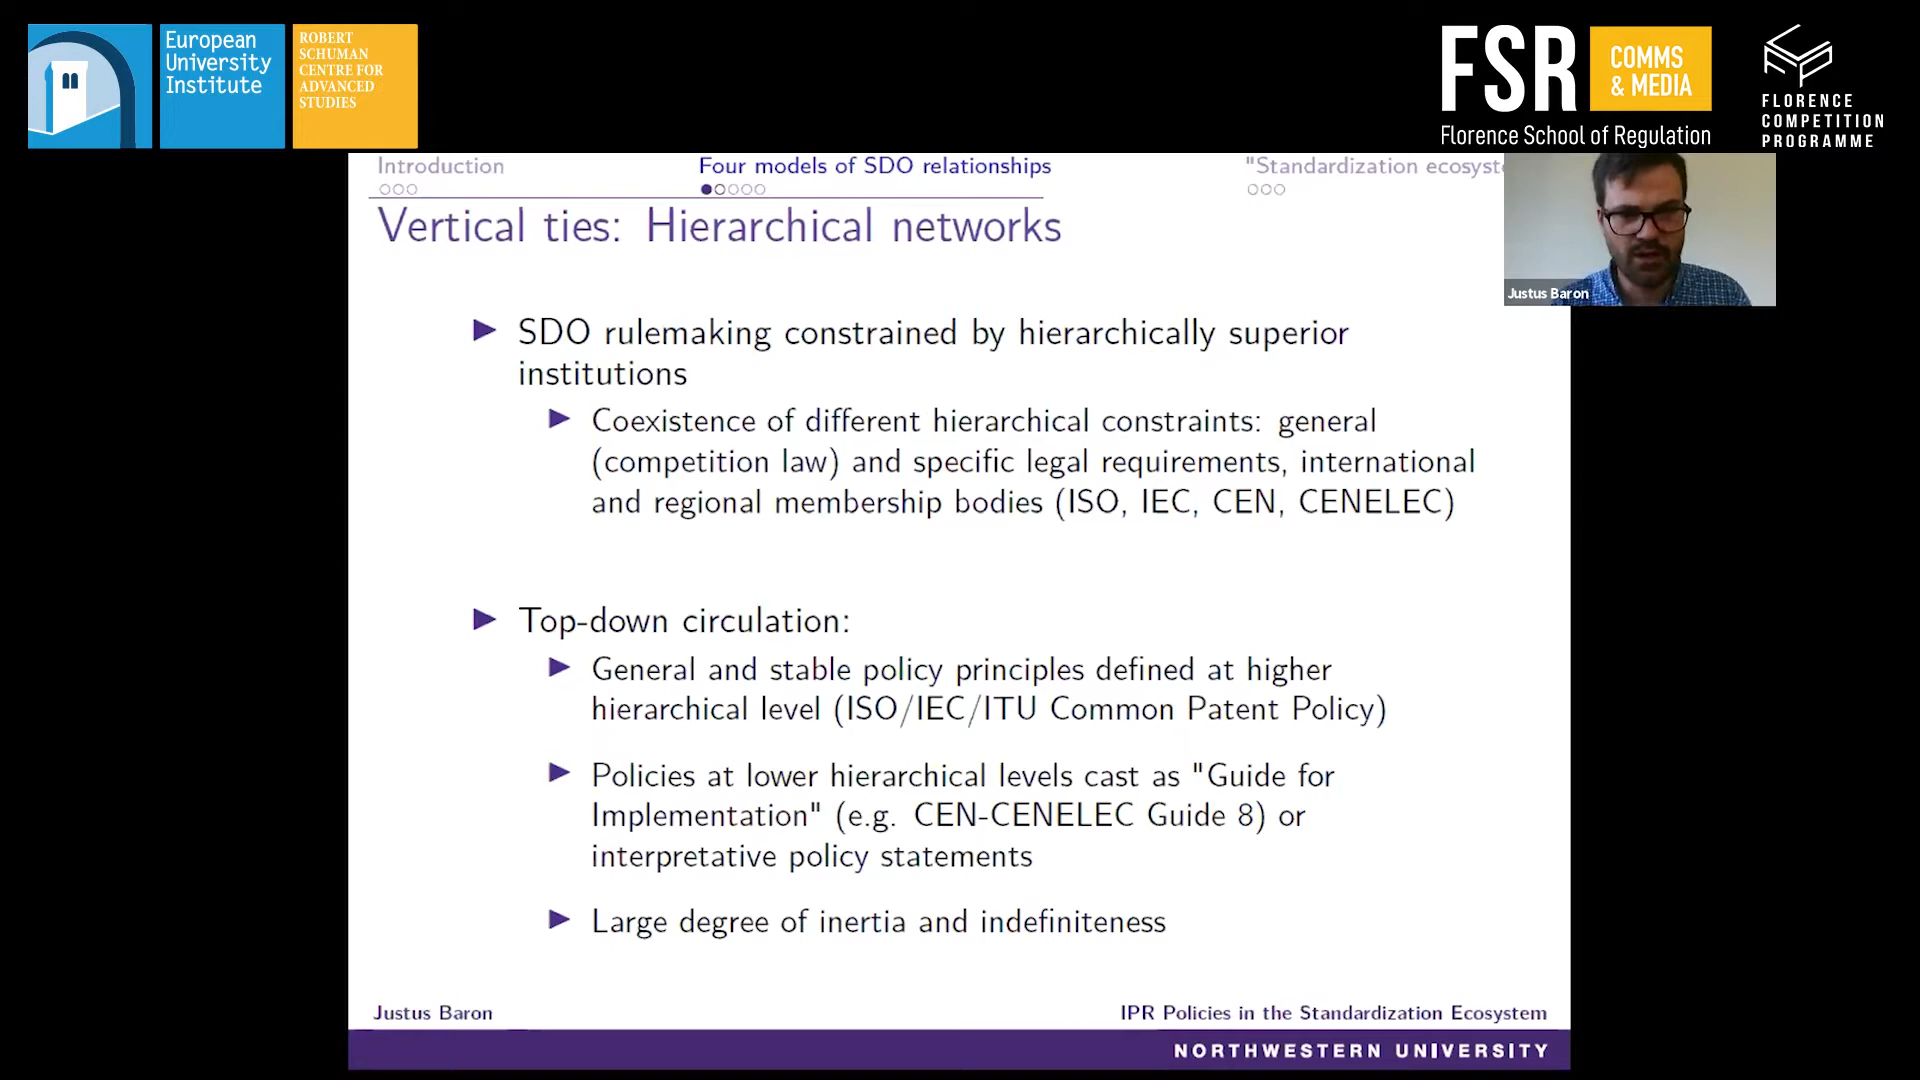 European
University
Institute
ROBERT
SCHUMAN
CENTRE FOR
ADVANCED
STUDIES
FSR
COMMS
& MEDIA
Florence School of Regulation
FLORENCE
COMPETITION
PROGRAMME
Introduction
Four models of SDO relationships
"Standardization ecosyst
Vertical ties: Hierarchical networks
Justus Baron
SDO rulemaking constrained by hierarchically superior
institutions
Coexistence of different hierarchical constraints: general
(competition law) and specific legal requirements, international
and regional membership bodies (ISO, IEC, CEN, CENELEC)
Top-down circulation:
General and stable policy principles defined at higher
hierarchical level (ISO/IEC/ITU Common Patent Policy)
Policies at lower hierarchical levels cast as "Guide for
Implementation" (e.g. CEN-CENELEC Guide 8) or
interpretative policy statements
Large degree of inertia and indefiniteness
Justus Baron
IPR Policies in the Standardization Ecosystem
NORTHWESTERN UNIVERSITY